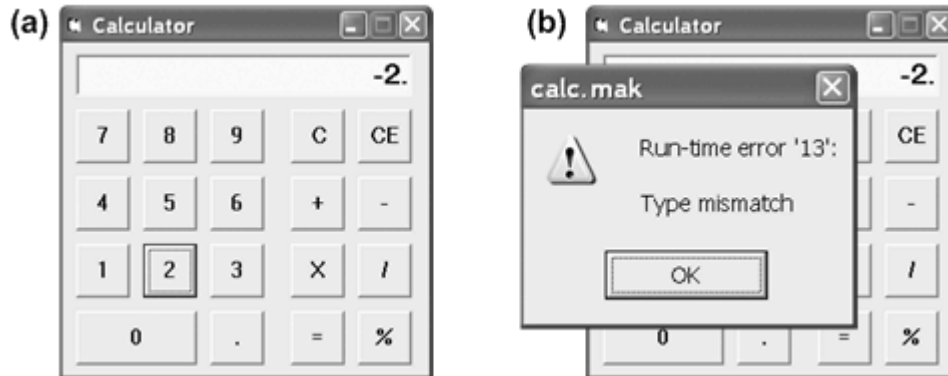 (a)
Calculator
-2.
7 8 9 C CE
4 5 6 + -
1 2 3 X /
0 . = %
(b)
Calculator
-2.
calc.mak
Run-time error '13':
Type mismatch
OK
CE
-
/
0 . = %